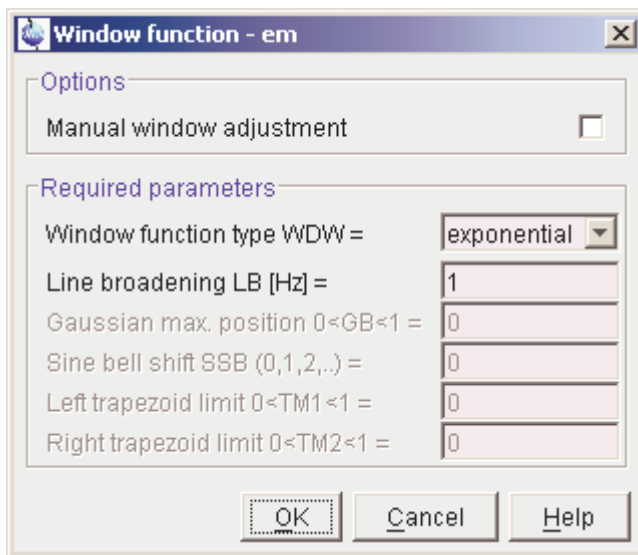 Window function - em
Options
Manual window adjustment
Required parameters
Window function type WDW = exponential
Line broadening LB [Hz] = 1
Gaussian max. position 0<GB<1 = 0
Sine bell shift SSB (0,1,2,..) = 0
Left trapezoid limit 0<TM1<1 = 0
Right trapezoid limit 0<TM2<1 = 0
OK Cancel Help